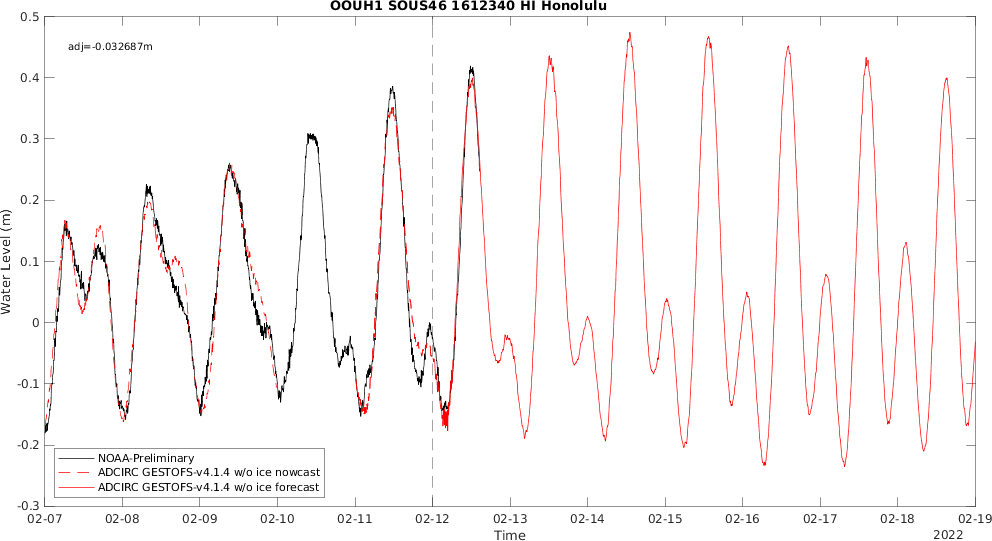 OOUH1 SOUS46 1612340 HI Honolulu
adj=-0.032687m
Water Level (m)
0.5
0.4
0.3
0.2
0.1
0
-0.1
-0.2
-0.3
NOAA-Preliminary
ADCIRC GESTOFS-v4.1.4 w/o ice nowcast
ADCIRC GESTOFS-v4.1.4 w/o ice forecast
02-07 02-08 02-09 02-10 02-11 02-12 02-13 02-14 02-15 02-16 02-17 02-18 02-19
Time
2022